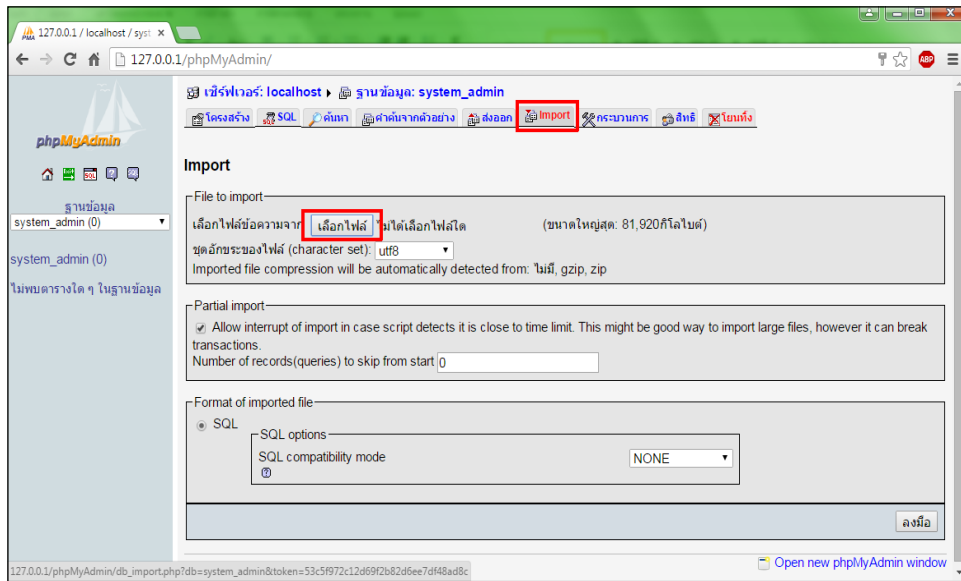 127.0.0.1 / localhost / syst
127.0.0.1/phpMyAdmin/
ABP
phpMyAdmin
SQL
ฐานข้อมูล
system_admin (0)
system_admin (0)
ไม่พบตารางใด ๆ ในฐานข้อมูล
เซิร์ฟเวอร์: localhost ฐานข้อมูล: system_admin
โครงสร้าง SQL ค้นหา คำค้นจากตัวอย่าง ส่งออก Import กระบวนการ สิทธิ โยนทิ้ง
Import
File to import
เลือกไฟล์ข้อความจาก เลือกไฟล์ ไม่ได้เลือกไฟล์ใด (ขนาดใหญ่สุด: 81,920กิโลไบต์)
ชุดอักขระของไฟล์ (character set): utf8
Imported file compression will be automatically detected from: ไม่มี, gzip, zip
Partial import
Allow interrupt of import in case script detects it is close to time limit. This might be good way to import large files, however it can break
transactions.
Number of records(queries) to skip from start 0
Format of imported file
SQL
SQL options
SQL compatibility mode NONE
ลงมือ
Open new phpMyAdmin window
127.0.0.1/phpMyAdmin/db_import.php?db=system_admin&token=53c5f972c12d69f2b82d6ee7df48ad8c